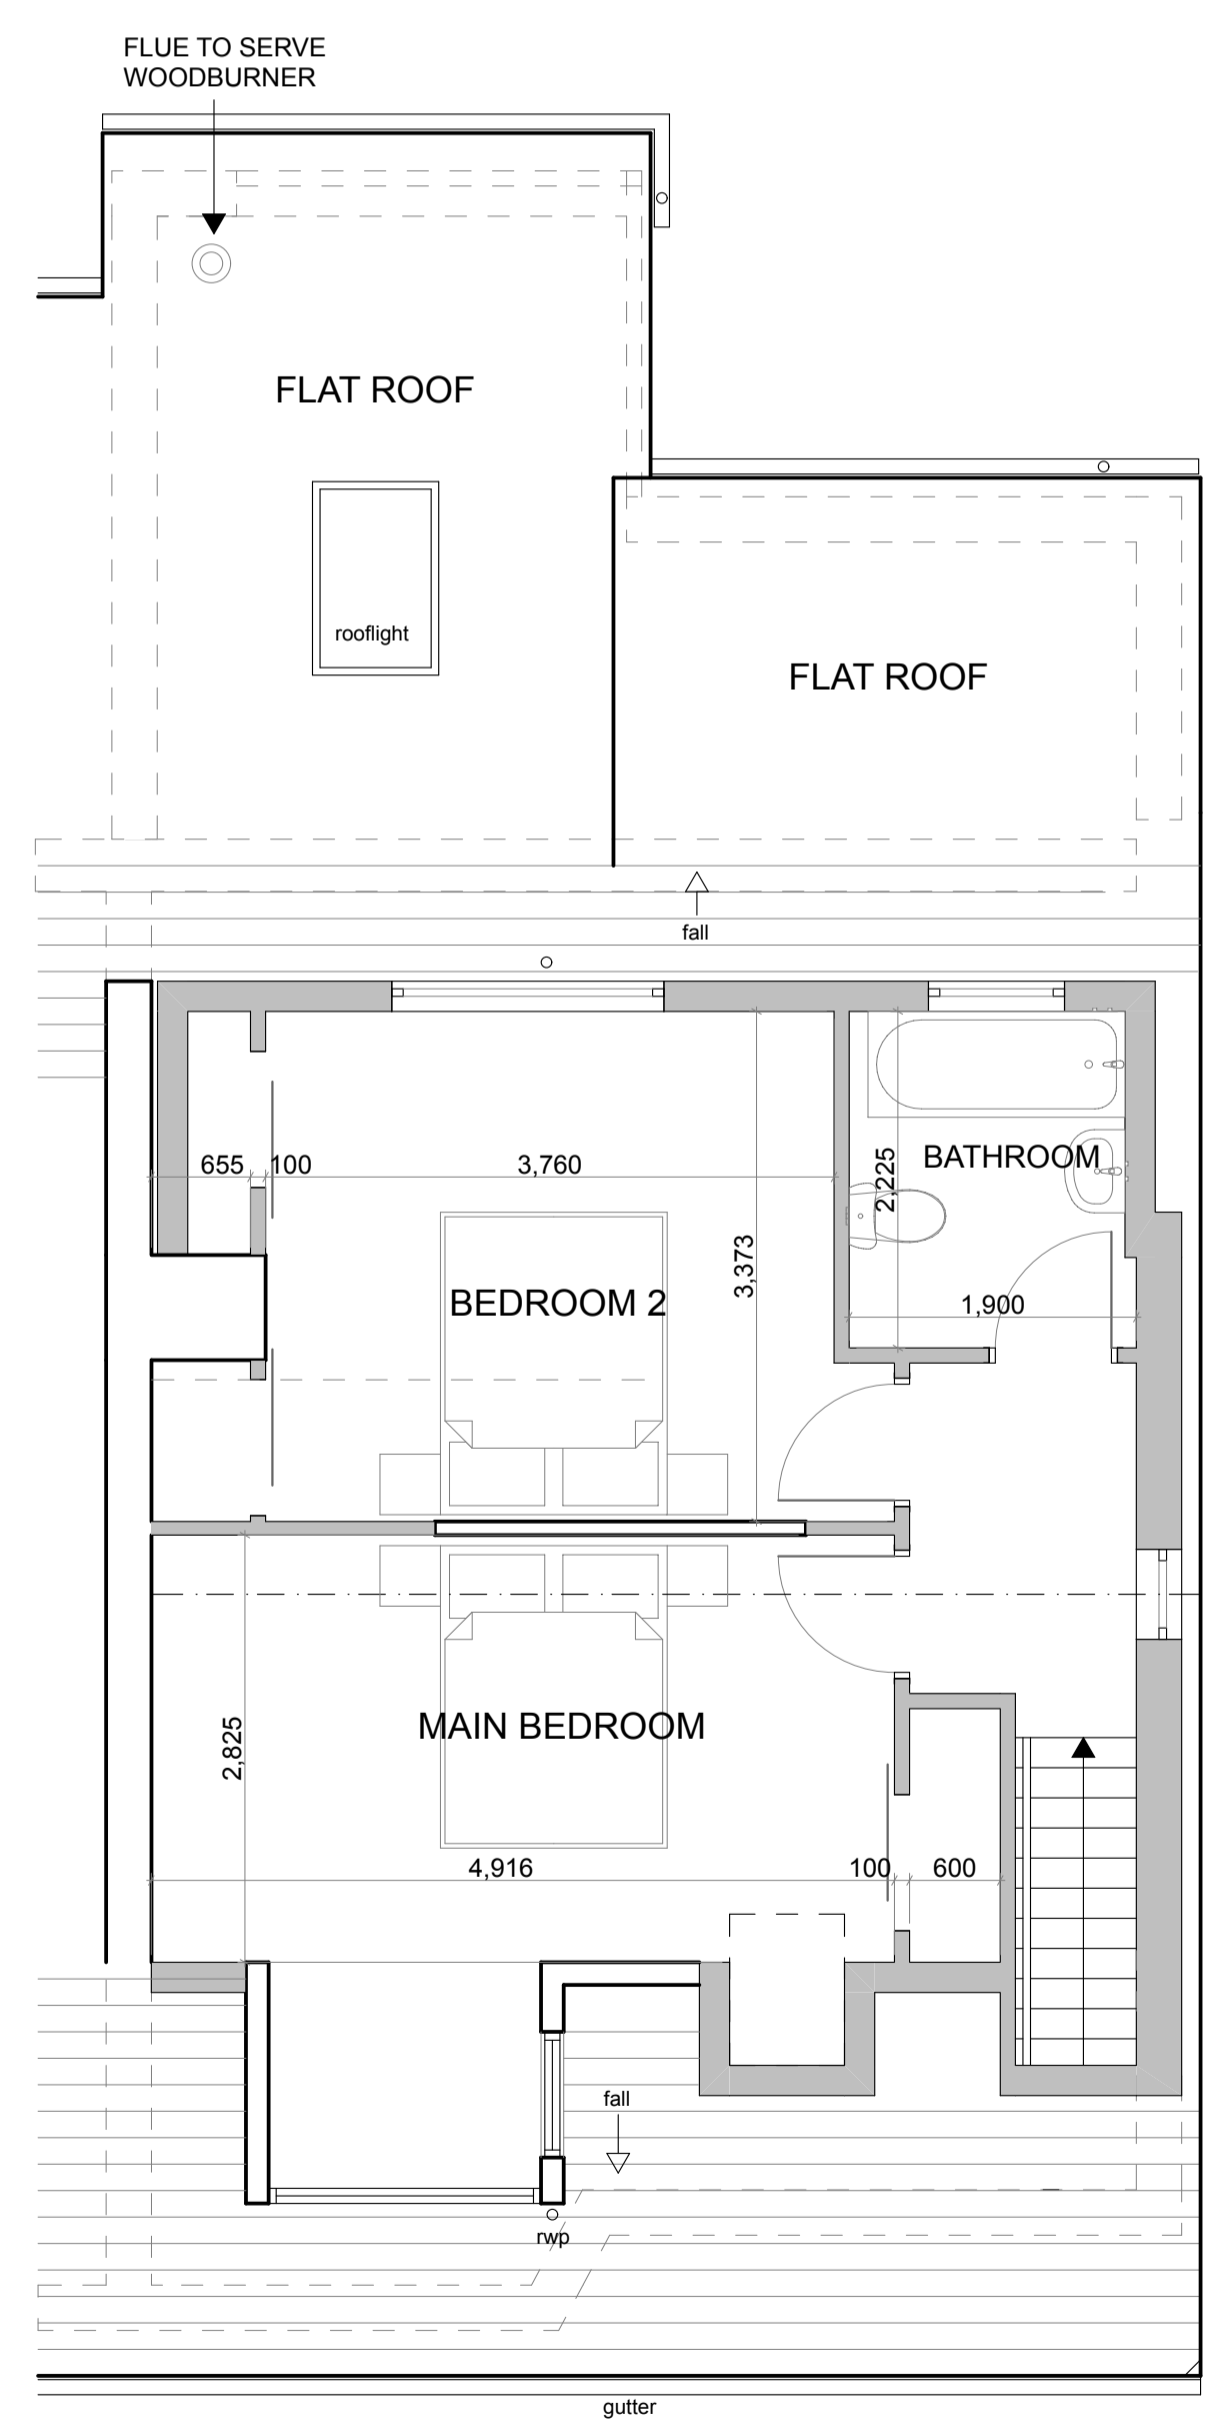 FLUE TO SERVE
WOODBURNER
FLAT ROOF
rooflight
FLAT ROOF
fall
655
100
3,760
BATHROOM
2,225
3,373
BEDROOM 2
1,900
MAIN BEDROOM
2,825
4,916
100
600
fall
rwp
gutter